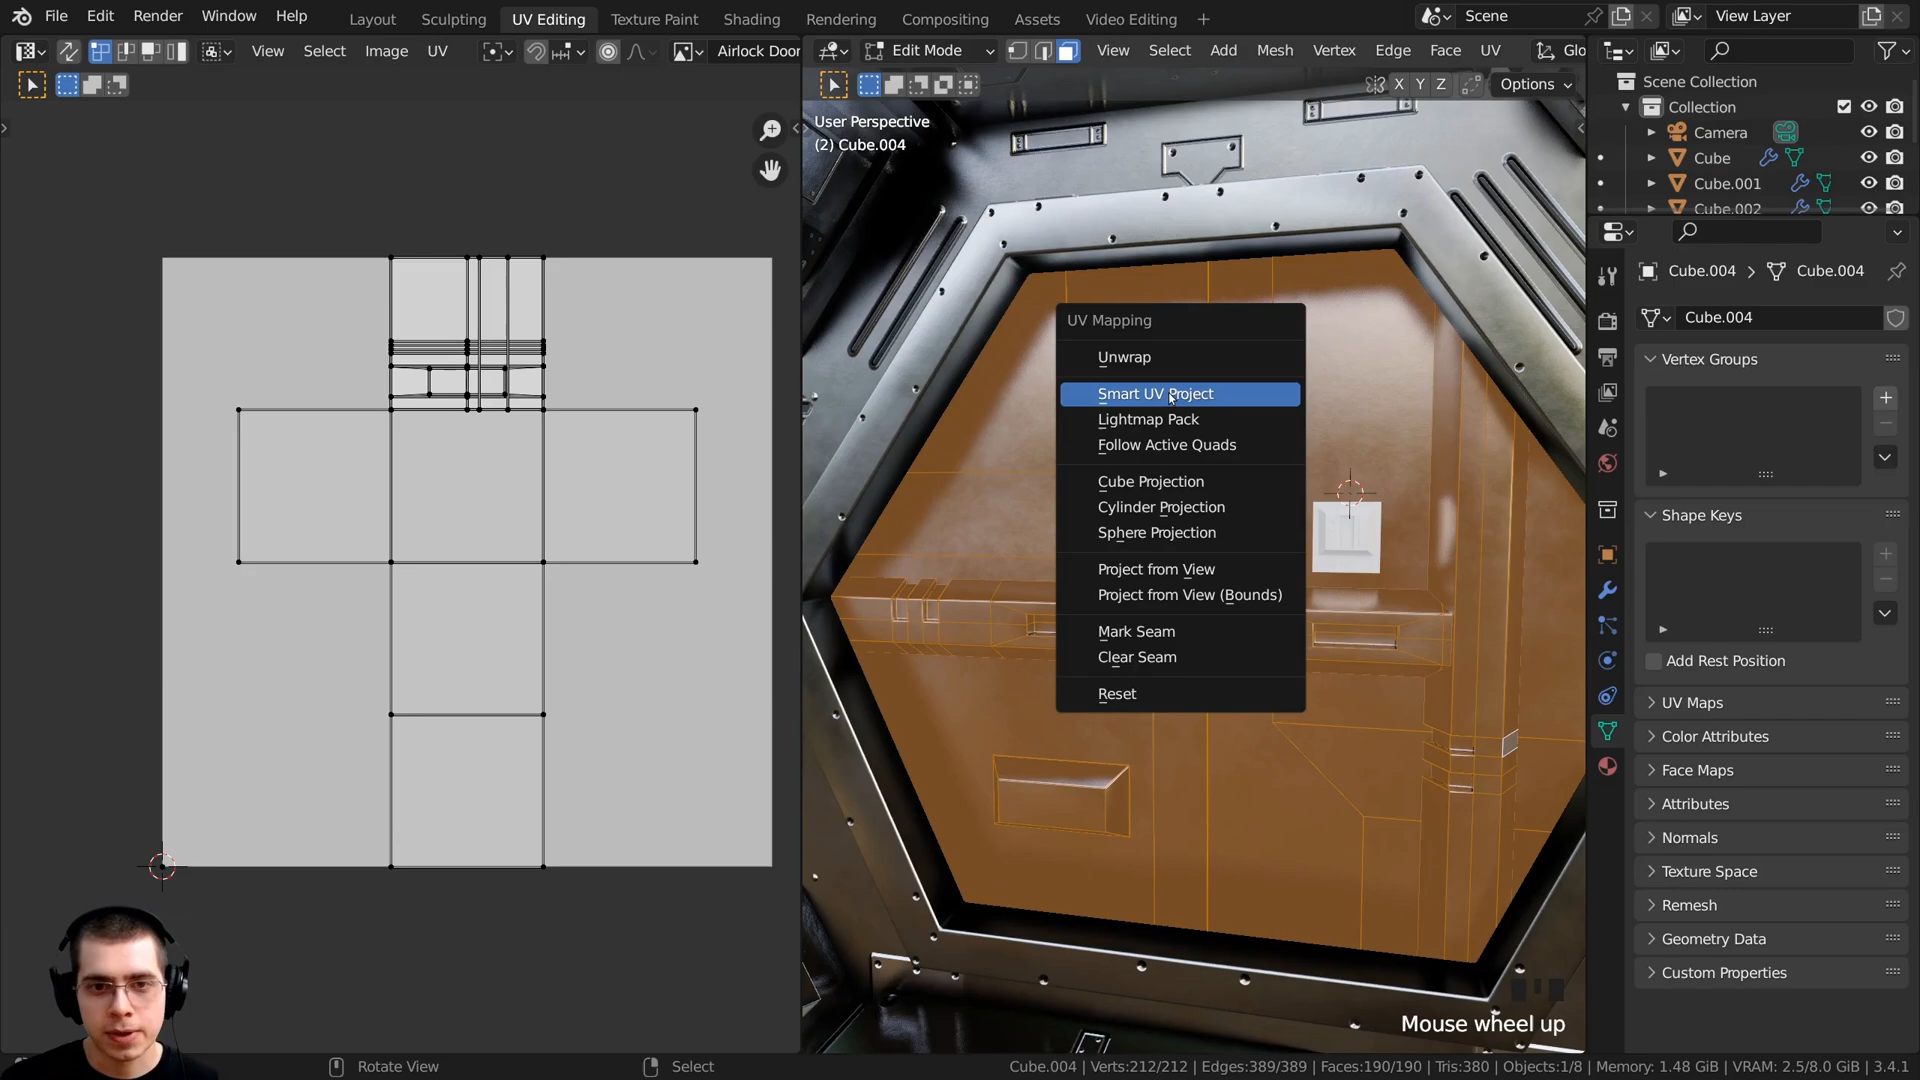 File Edit Render Window Help Layout Sculpting UV Editing Texture Paint Shading Rendering Compositing Assets Video Editing Scene View Layer
View Select Image UV Airlock Door Edit Mode View Select Add Mesh Vertex Edge Face UV Glo
X Y Z Options
Scene Collection
Collection
Camera
Cube
Cube.001
Cube.002
User Perspective
(2) Cube.004
UV Mapping
Unwrap
Smart UV Project
Lightmap Pack
Follow Active Quads
Cube Projection
Cylinder Projection
Sphere Projection
Project from View
Project from View (Bounds)
Mark Seam
Clear Seam
Reset
Cube.004 Cube.004
Cube.004
Vertex Groups
Shape Keys
Add Rest Position
UV Maps
Color Attributes
Face Maps
Attributes
Normals
Texture Space
Remesh
Geometry Data
Custom Properties
Mouse wheel up
Rotate View Select Cube.004 | Verts:212/212 | Edges:389/389 | Faces:190/190 | Tris:380 | Objects:1/8 | Memory: 1.48 GiB | VRAM: 2.5/8.0 GiB | 3.4.1